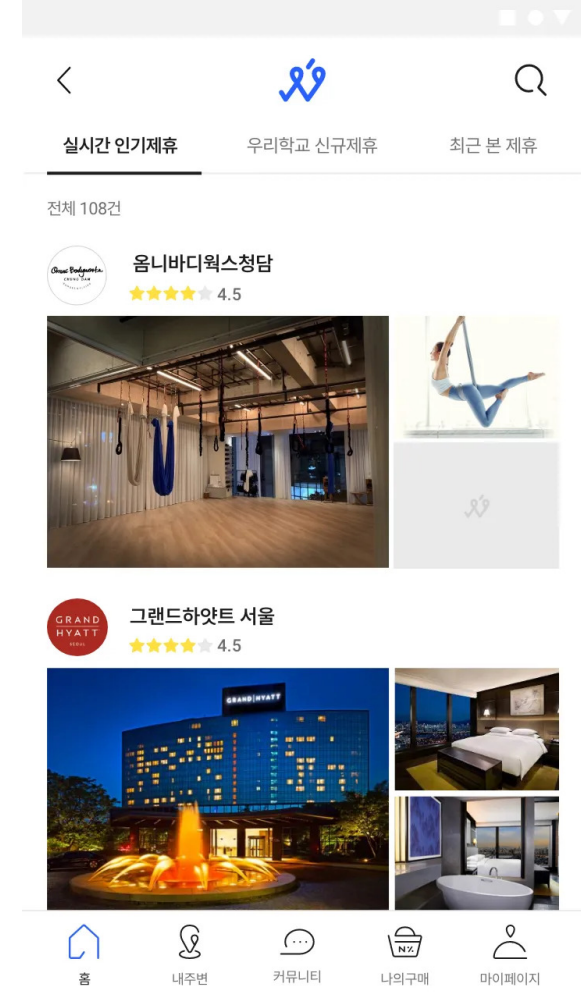 실시간 인기제휴
우리학교 신규제휴
최근 본 제휴
전체 108건
옴니바디웍스청담
4.5
그랜드하얏트 서울
4.5
GRAND
HYATT
SEOUL
GRAND HYATT
홈
내주변
커뮤니티
N%
나의구매
마이페이지